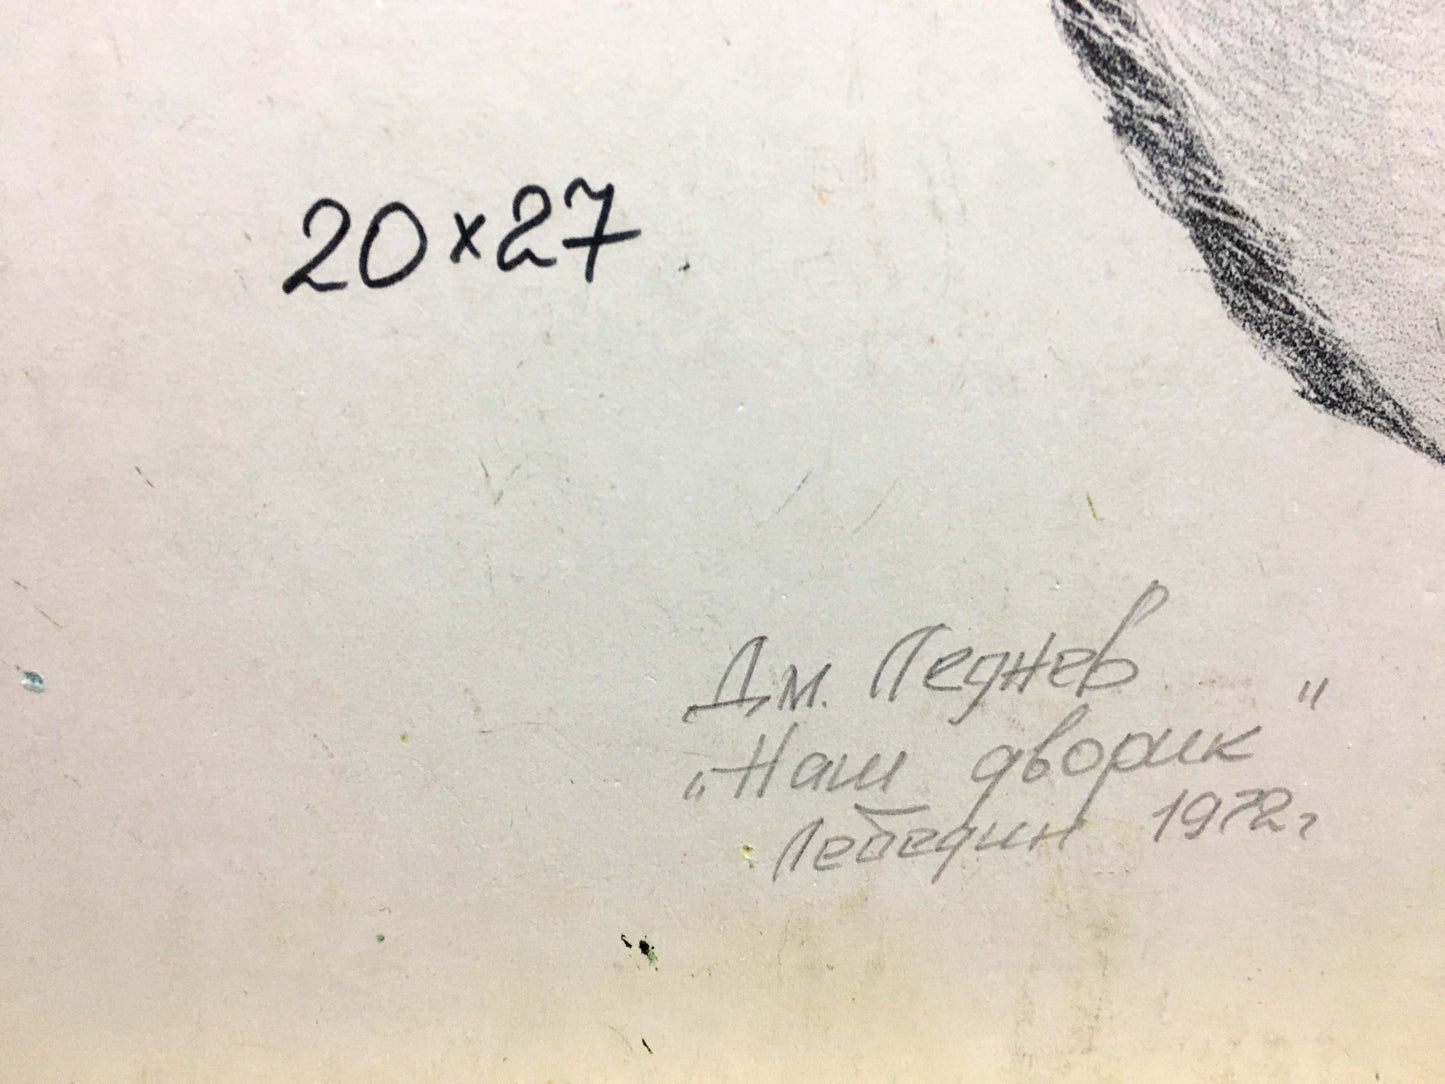 20×27
Дм. Леднев
„Наш дворик"
Лебедин 1972г